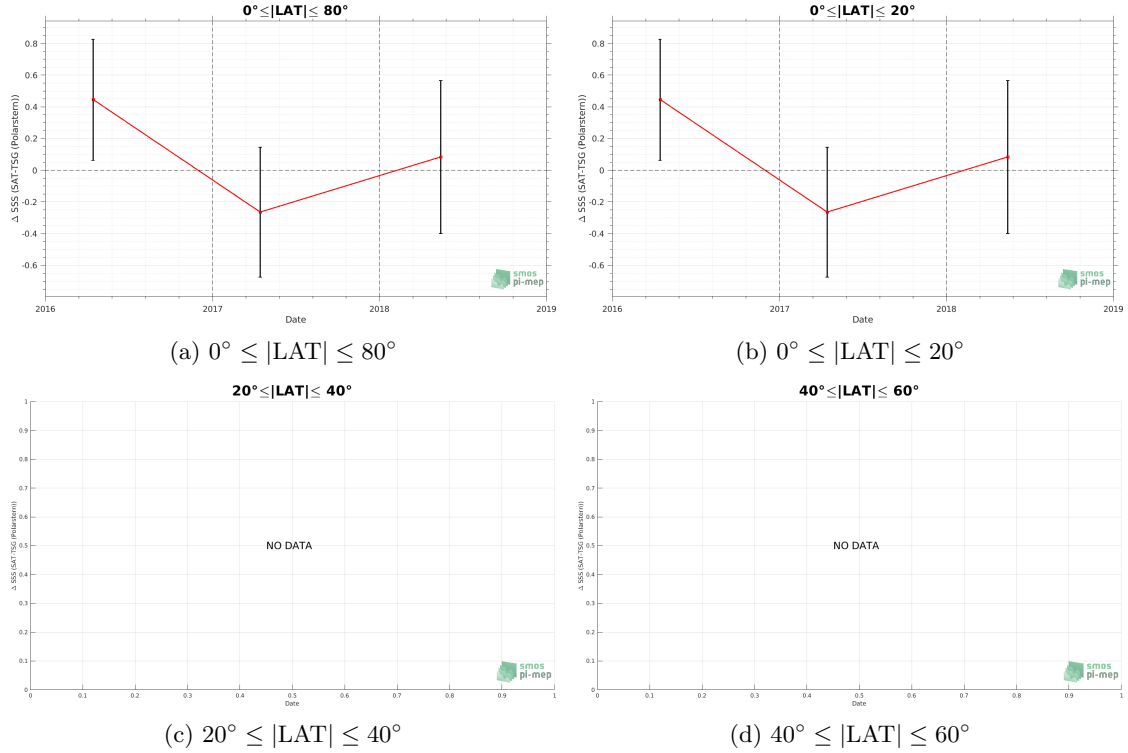 0°≤|LAT|≤ 80°
Δ SSS (SAT-TSG (Polarstern))
0.8
0.6
0.4
0.2
0
-0.2
-0.4
-0.6
2016
2017
2018
2019
Date
smos
pi-mep
(a) 0° ≤ |LAT| ≤ 80°
0°≤|LAT|≤ 20°
Δ SSS (SAT-TSG (Polarstern))
0.8
0.6
0.4
0.2
0
-0.2
-0.4
-0.6
2016
2017
2018
2019
Date
smos
pi-mep
(b) 0° ≤ |LAT| ≤ 20°
20°≤|LAT|≤ 40°
Δ SSS (SAT-TSG (Polarstern))
1
0.9
0.8
0.7
0.6
0.5
0.4
0.3
0.2
0.1
0
NO DATA
0
0.1
0.2
0.3
0.4
0.5
0.6
0.7
0.8
0.9
1
Date
smos
pi-mep
(c) 20° ≤ |LAT| ≤ 40°
40°≤|LAT|≤ 60°
Δ SSS (SAT-TSG (Polarstern))
1
0.9
0.8
0.7
0.6
0.5
0.4
0.3
0.2
0.1
0
NO DATA
0
0.1
0.2
0.3
0.4
0.5
0.6
0.7
0.8
0.9
1
Date
smos
pi-mep
(d) 40° ≤ |LAT| ≤ 60°